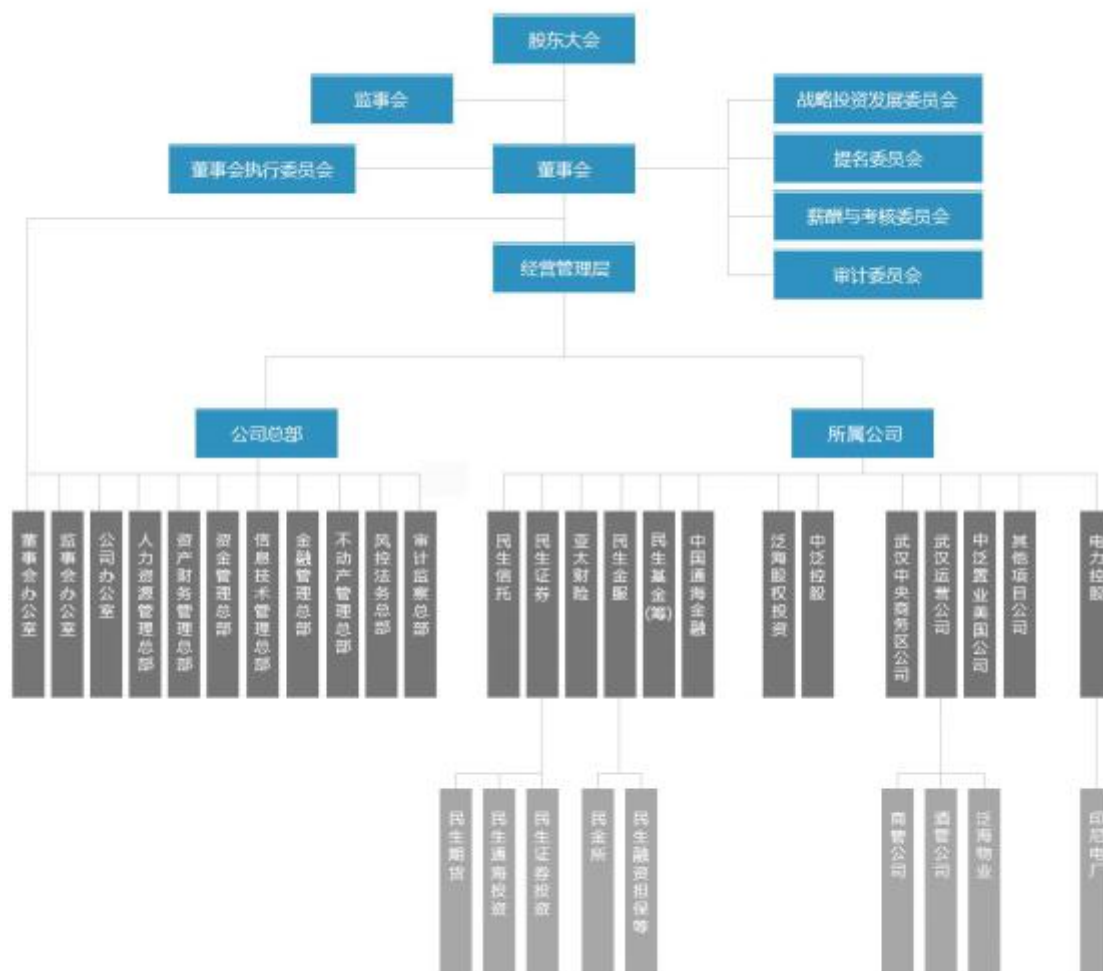 股东大会
监事会
战略投资发展委员会
提名委员会
董事会执行委员会
董事会
薪酬与考核委员会
经营管理层
审计委员会
公司总部
所属公司
董事会办公室
监事会办公室
公司办公室
人力资源管理总部
资产财务管理总部
资金管理总部
信息技术管理总部
金融管理总部
不动产管理总部
风控法务总部
审计监察总部
民生信托
民生证券
亚太财险
民生金服
民生基金(筹)
中国通海金融
泛海股权投资
中泛控股
武汉中央商务区公司
武汉运营公司
中泛置业美国公司
其他项目公司
电力控股
民生期货
民生通海投资
民生证券投资
民金所
民生融资担保等
商管公司
酒管公司
泛海物业
印尼电厂